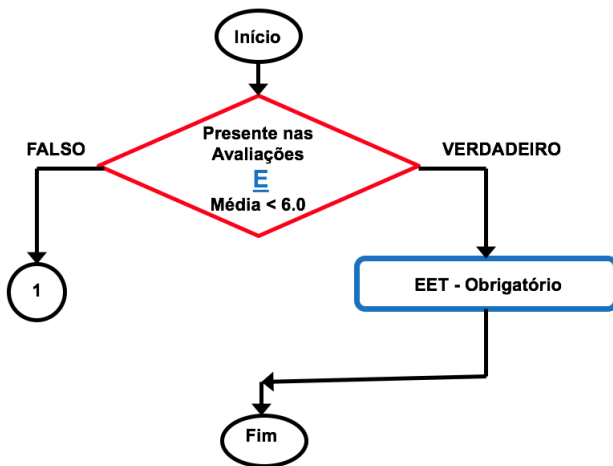 Início
Presente nas
Avaliações
E
Média < 6.0
FALSO
VERDADEIRO
1
EET - Obrigatório
Fim